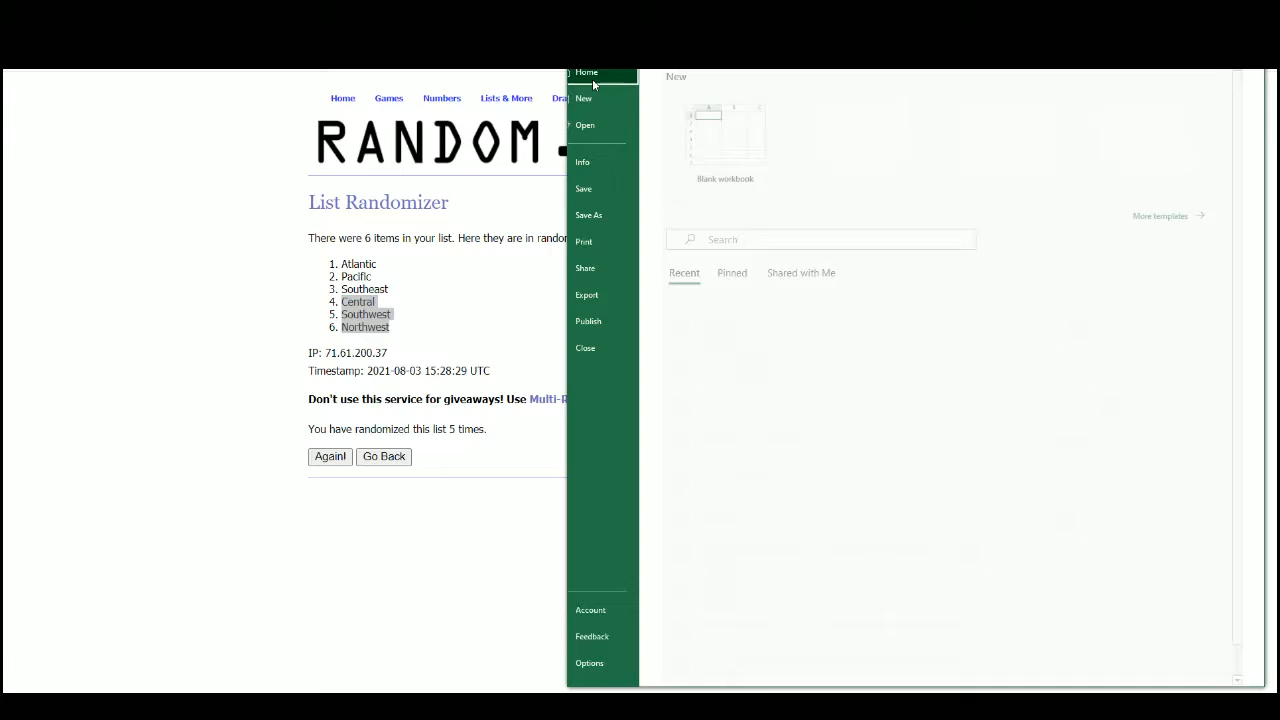 Home Games Numbers Lists & More Dra
RANDOM.
List Randomizer
There were 6 items in your list. Here they are in random
1. Atlantic
2. Pacific
3. Southeast
4. Central
5. Southwest
6. Northwest
IP: 71.61.200.37
Timestamp: 2021-08-03 15:28:29 UTC
Don't use this service for giveaways! Use Multi-R
You have randomized this list 5 times.
Again! Go Back
Home
New
Open
Info
Save
Save As
Print
Share
Export
Publish
Close
Account
Feedback
Options
New
A B C
Blank workbook
More templates
Search
Recent Pinned Shared with Me